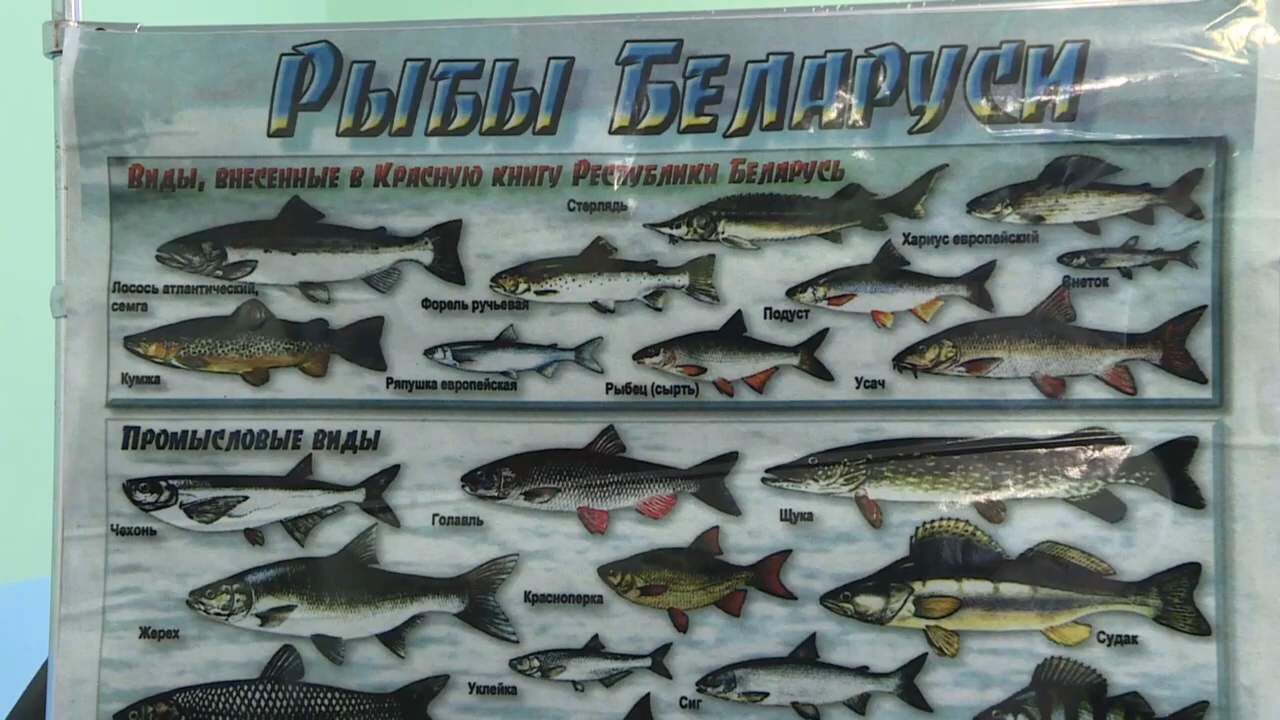 Рыбы Беларуси
Виды, внесенные в Красную книгу Республики Беларусь
Стерлядь
Хариус европейский
Лосось атлантический,
семга
Форель ручьевая
Подуст
Снеток
Кумжа
Ряпушка европейская
Рыбец (сырть)
Усач
Промысловые виды
Чехонь
Голавль
Щука
Жерех
Красноперка
Судак
Уклейка
Сиг